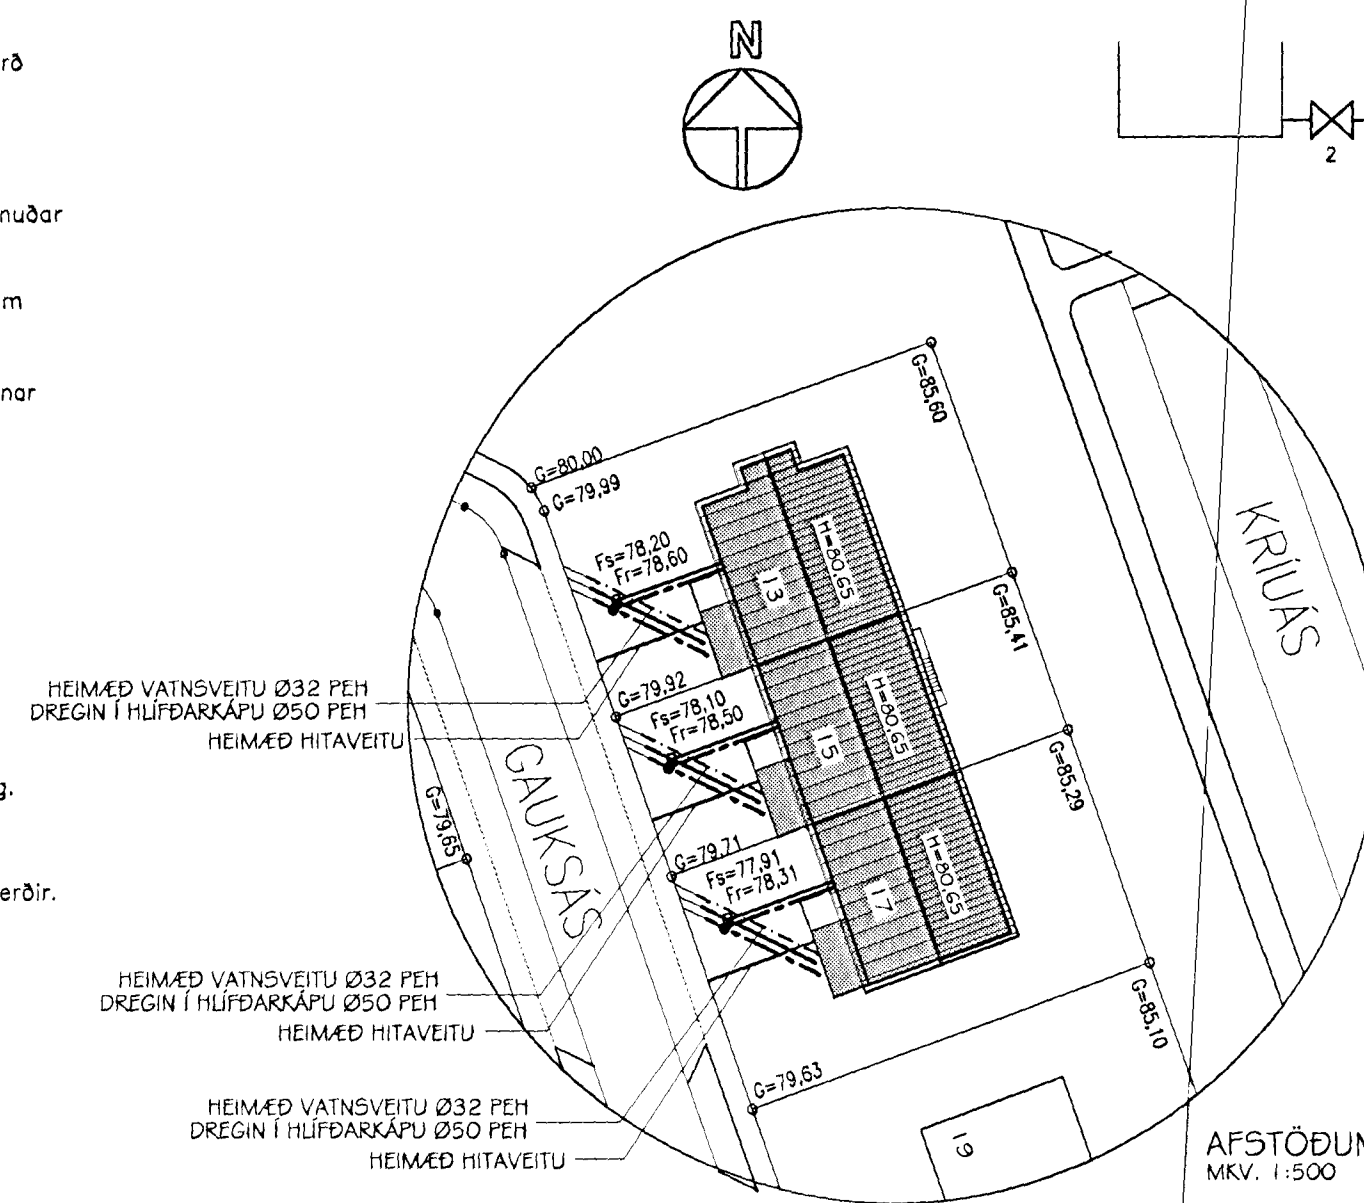 rð
nuðar
m
nar
g.
erðir.
N
2
G=85,60
G=80,00
G=79,99
Fs=78,20
Fr=78,60
13
H=80,65
KRÍUÁS
G=85,41
HEIMÆÐ VATNSVEITU Ø32 PEH
DREGIN Í HLÍFÐARKÁPU Ø50 PEH
HEIMÆÐ HITAVEITU
G=79,92
Fs=78,10
Fr=78,50
15
H=80,65
G=85,29
GAUKSÁS
G=79,65
G=79,71
Fs=77,91
Fr=78,31
17
H=80,65
HEIMÆÐ VATNSVEITU Ø32 PEH
DREGIN Í HLÍFÐARKÁPU Ø50 PEH
HEIMÆÐ HITAVEITU
G=85,10
G=79,63
HEIMÆÐ VATNSVEITU Ø32 PEH
DREGIN Í HLÍFÐARKÁPU Ø50 PEH
HEIMÆÐ HITAVEITU
19
AFSTÖÐUM
MKV. 1:500